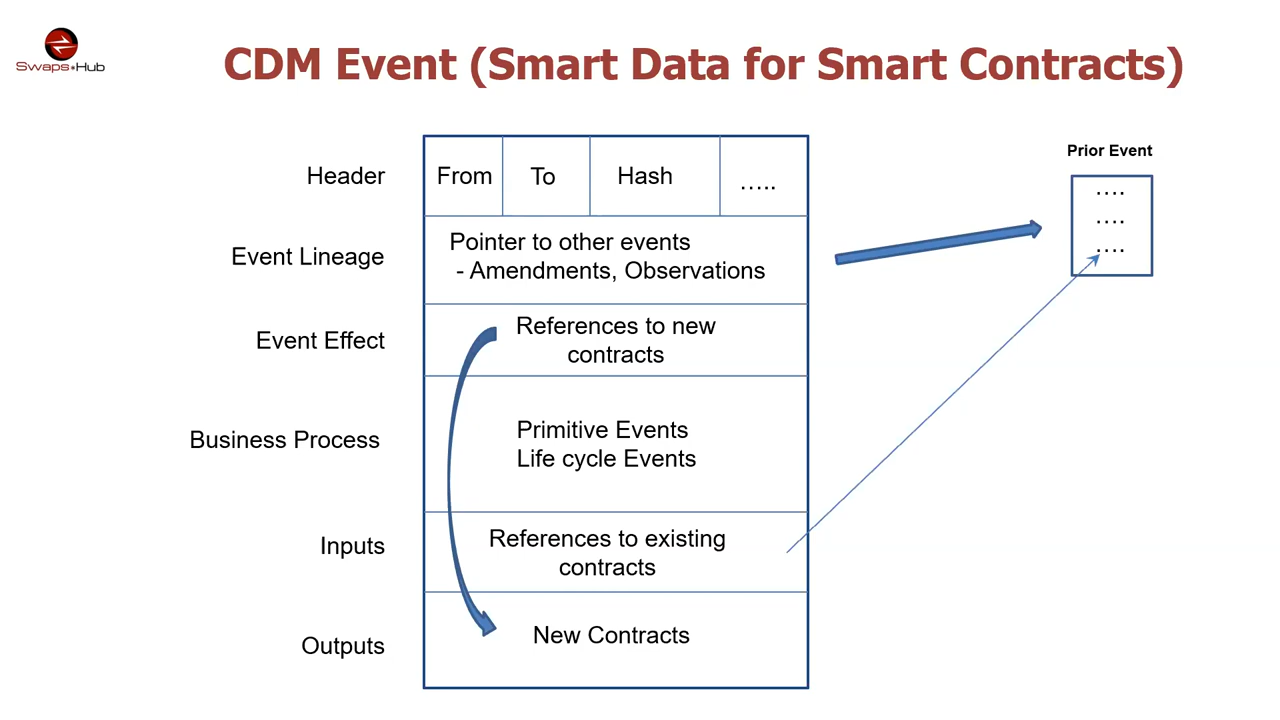 Swaps Hub
CDM Event (Smart Data for Smart Contracts)
Prior Event
Header
From
To
Hash
.....
....
....
....
Event Lineage
Pointer to other events
- Amendments, Observations
Event Effect
References to new
contracts
Business Process
Primitive Events
Life cycle Events
Inputs
References to existing
contracts
Outputs
New Contracts